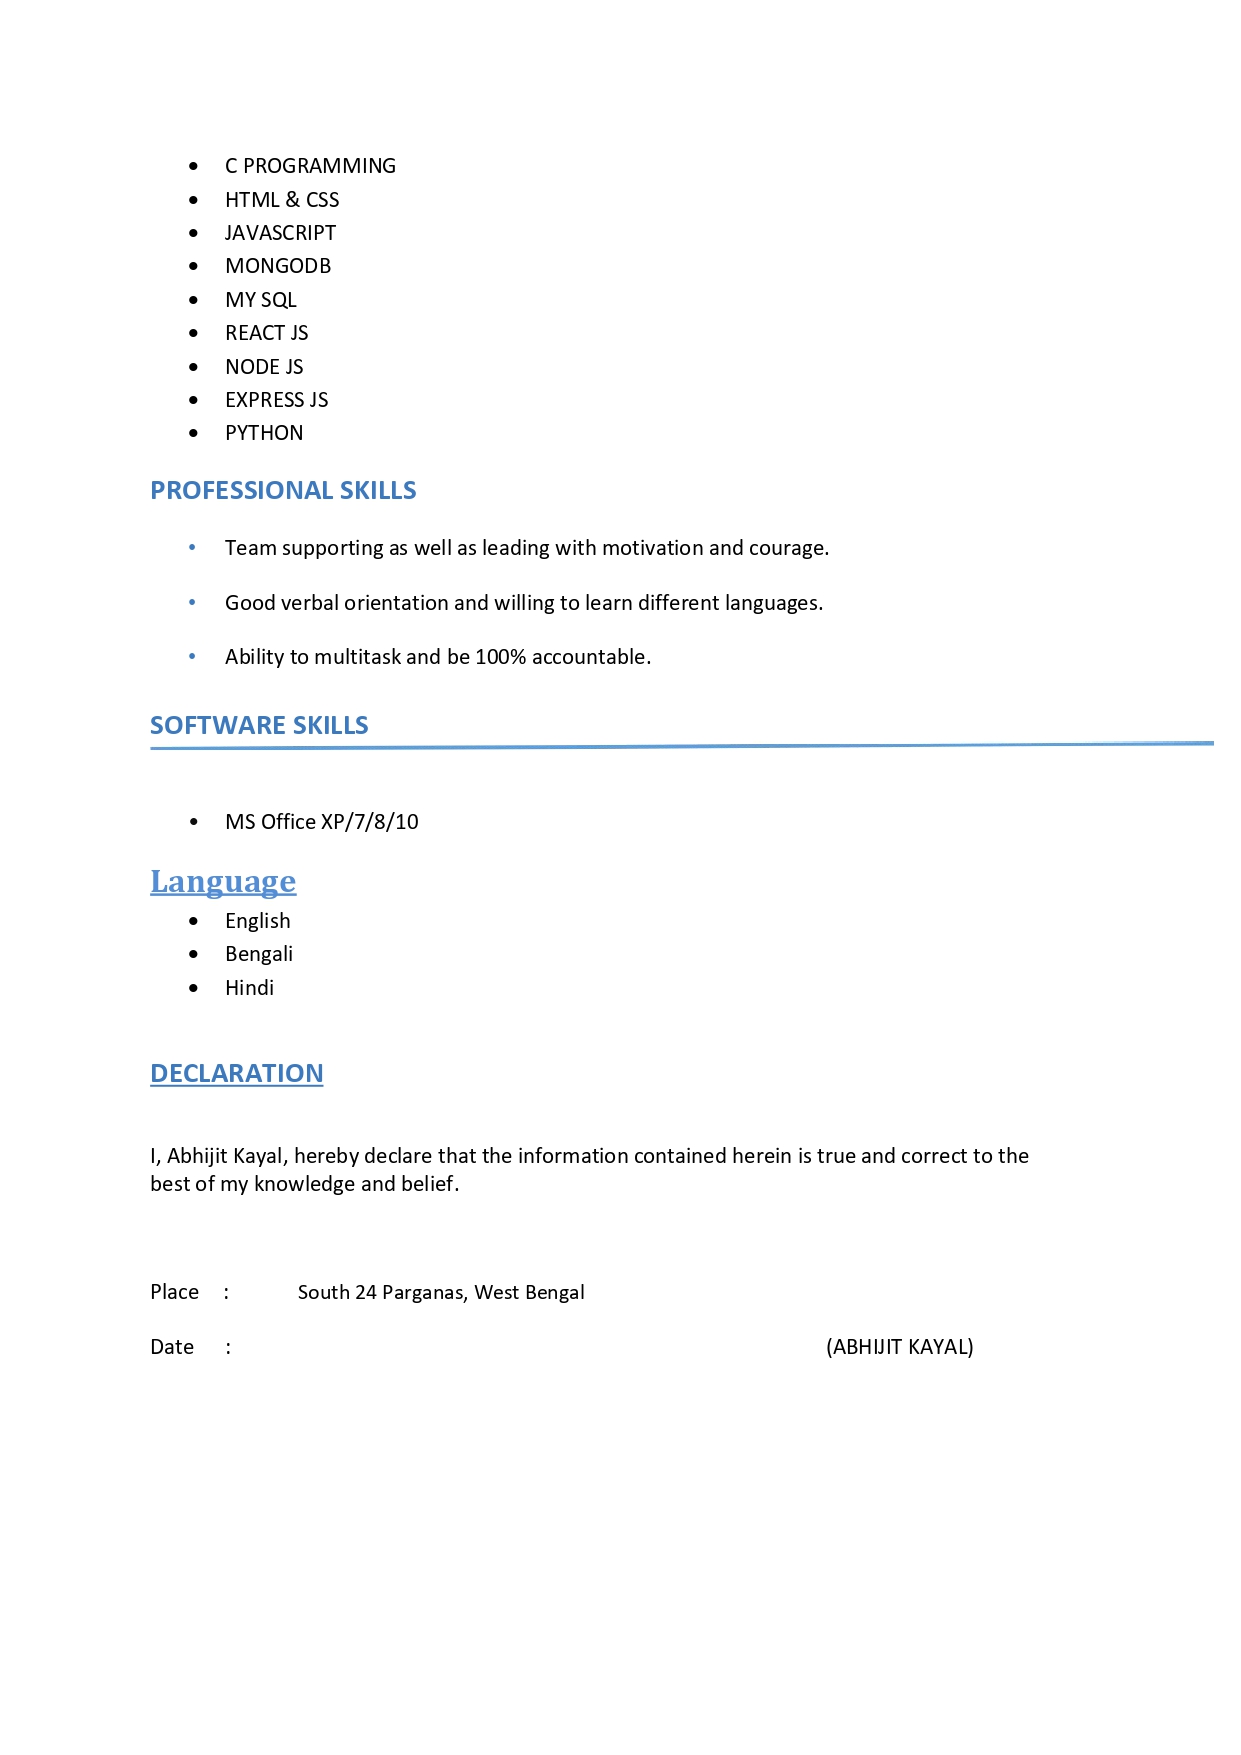 • C PROGRAMMING
• HTML & CSS
• JAVASCRIPT
• MONGODB
• MY SQL
• REACT JS
• NODE JS
• EXPRESS JS
• PYTHON
PROFESSIONAL SKILLS
• Team supporting as well as leading with motivation and courage.
• Good verbal orientation and willing to learn different languages.
• Ability to multitask and be 100% accountable.
SOFTWARE SKILLS
• MS Office XP/7/8/10
Language
• English
• Bengali
• Hindi
DECLARATION
I, Abhijit Kayal, hereby declare that the information contained herein is true and correct to the
best of my knowledge and belief.
Place : South 24 Parganas, West Bengal
Date : (ABHIJIT KAYAL)